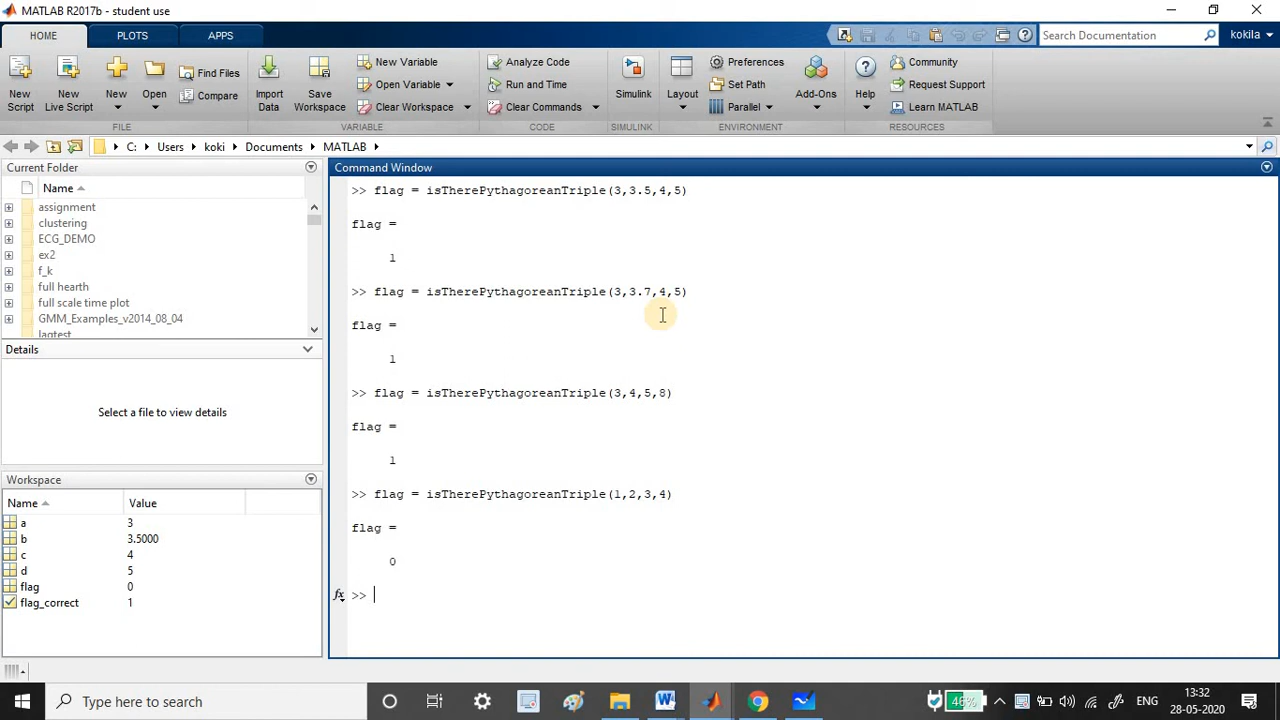 MATLAB R2017b - student use
HOME PLOTS APPS Search Documentation kokila
New Script
New Live Script
New
Open
Find Files
Compare
FILE
Import Data
Save Workspace
New Variable
Open Variable
Clear Workspace
VARIABLE
Analyze Code
Run and Time
Clear Commands
CODE
Simulink
SIMULINK
Layout
Preferences
Set Path
Parallel
Add-Ons
ENVIRONMENT
Help
Community
Request Support
Learn MATLAB
RESOURCES
C: Users koki Documents MATLAB
Current Folder
Name
assignment
clustering
ECG_DEMO
ex2
f_k
full hearth
full scale time plot
GMM_Examples_v2014_08_04
lagtest
Details
Select a file to view details
Workspace
Name Value
a 3
b 3.5000
c 4
d 5
flag 0
flag_correct 1
Command Window
>> flag = isTherePythagoreanTriple(3,3.5,4,5)
flag =
1
>> flag = isTherePythagoreanTriple(3,3.7,4,5)
flag =
1
>> flag = isTherePythagoreanTriple(3,4,5,8)
flag =
1
>> flag = isTherePythagoreanTriple(1,2,3,4)
flag =
0
fx >>
Type here to search
46%
ENG
13:32
28-05-2020